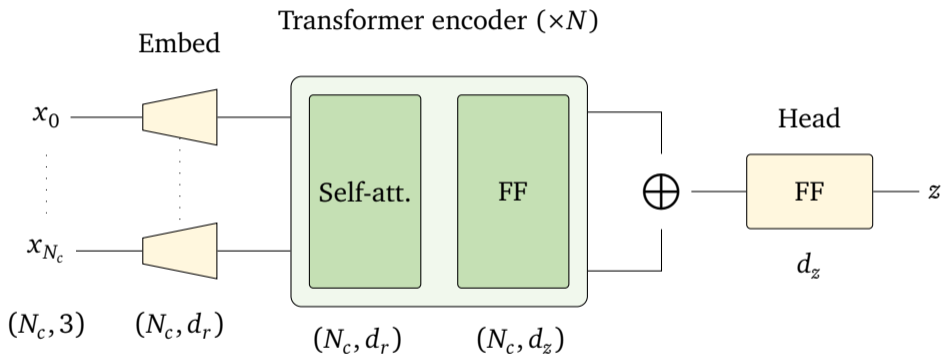 Transformer encoder (×N)
Embed
Head
x_0
Self-att.
FF
⊕
FF
z
x_{N_c}
d_z
(N_c, 3)
(N_c, d_r)
(N_c, d_r)
(N_c, d_z)